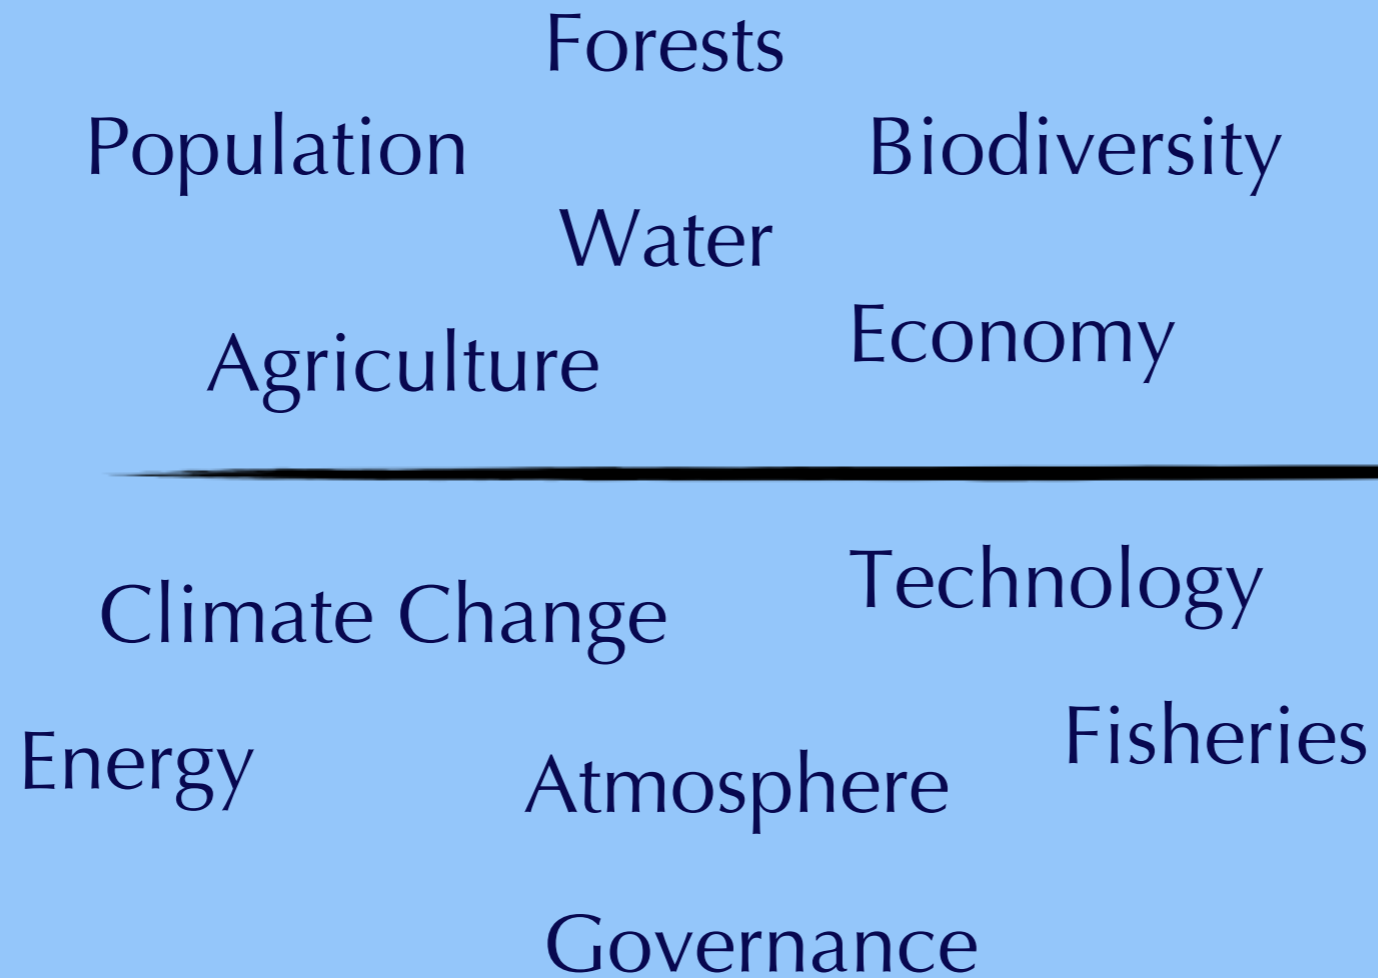 Forests
Population
Biodiversity
Water
Economy
Agriculture
Technology
Climate Change
Fisheries
Energy
Atmosphere
Governance